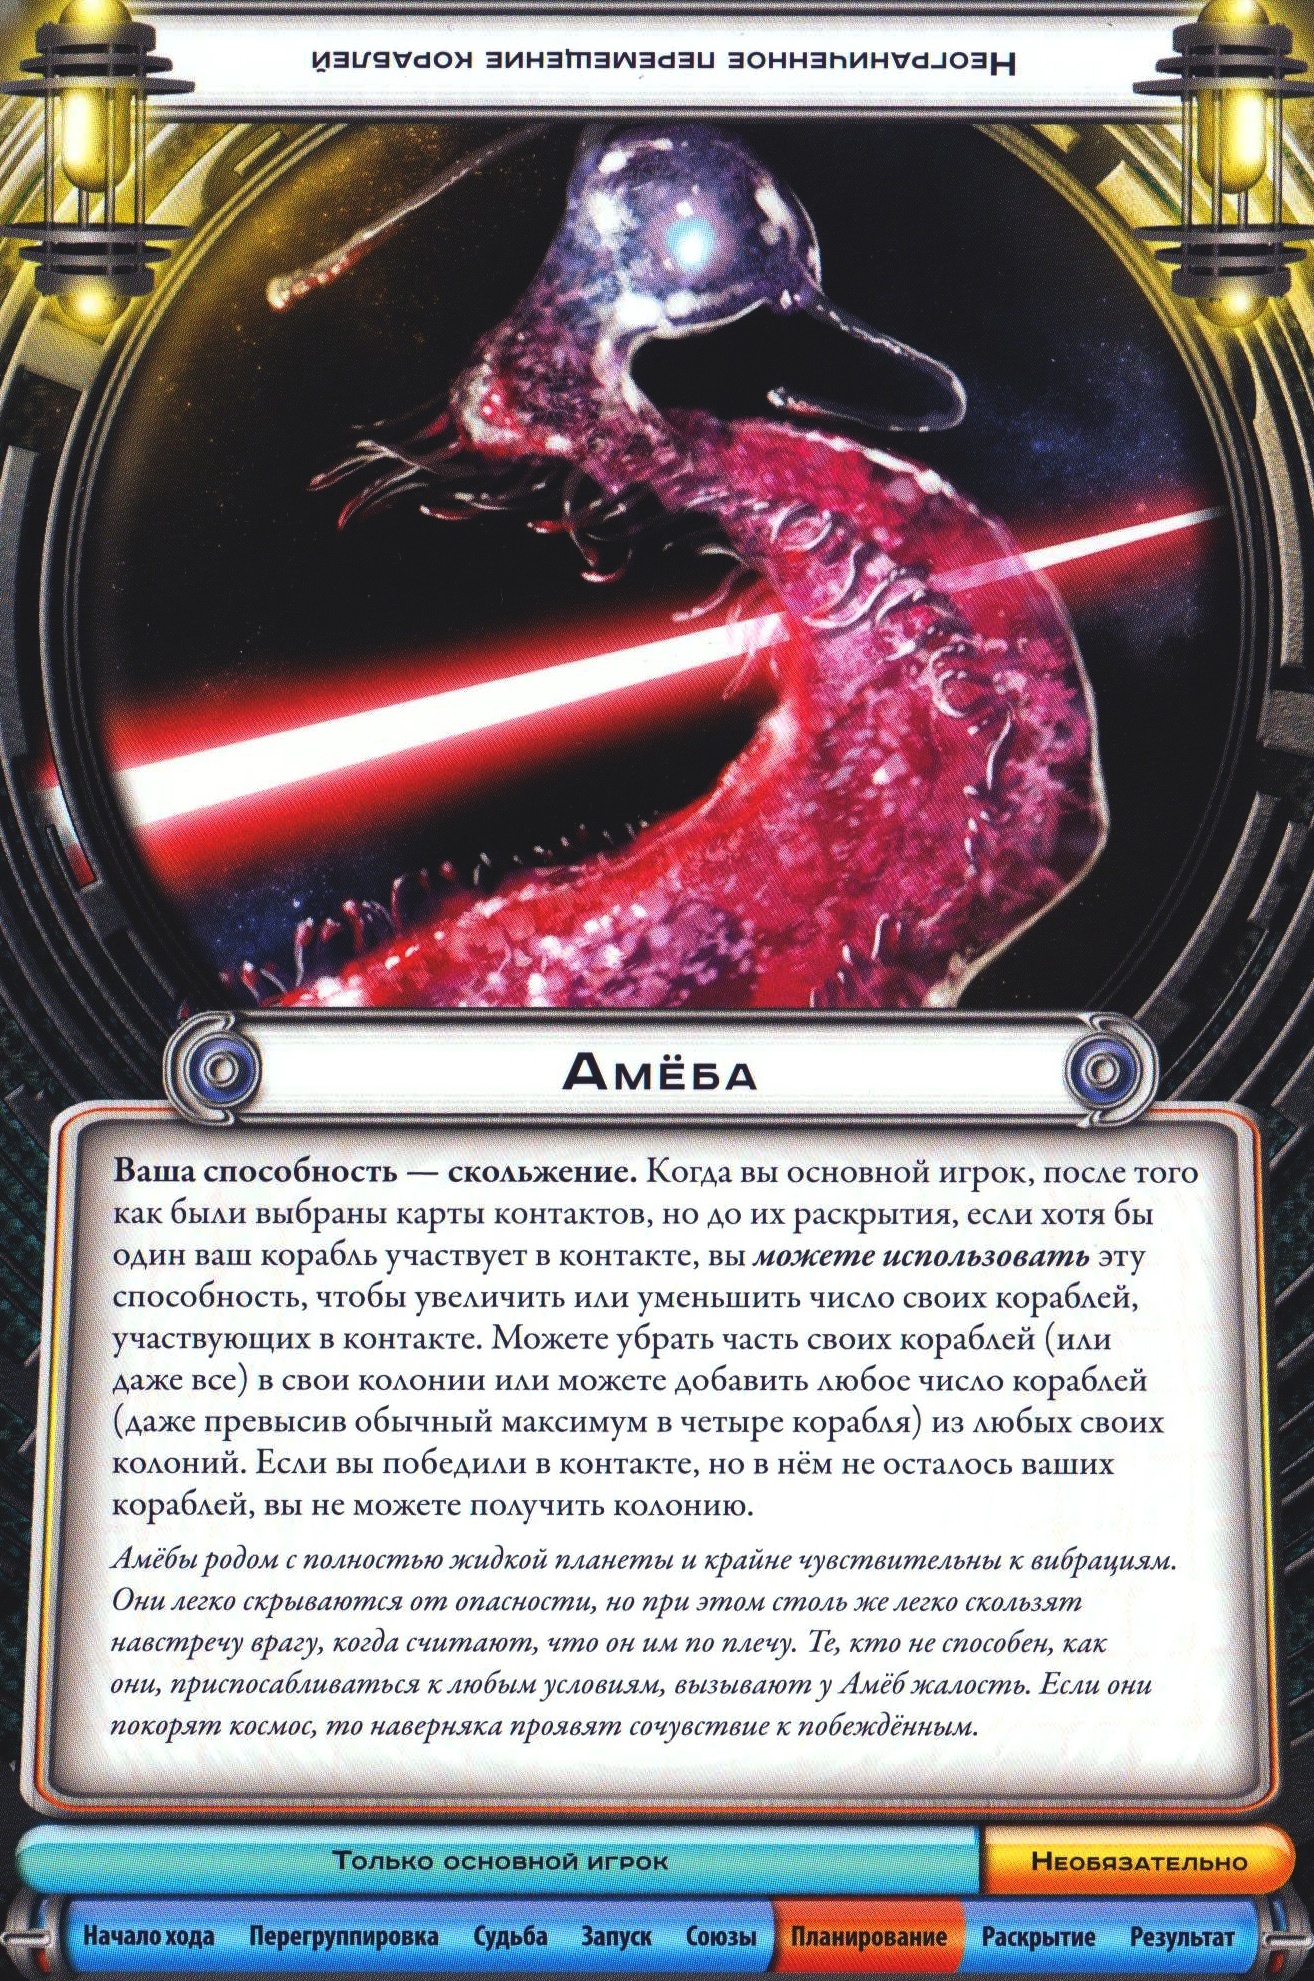 Неограниченное перемещение кораблей
Амёба
Ваша способность — скольжение. Когда вы основной игрок, после того
как были выбраны карты контактов, но до их раскрытия, если хотя бы
один ваш корабль участвует в контакте, вы можете использовать эту
способность, чтобы увеличить или уменьшить число своих кораблей,
участвующих в контакте. Можете убрать часть своих кораблей (или
даже все) в свои колонии или можете добавить любое число кораблей
(даже превысив обычный максимум в четыре корабля) из любых своих
колоний. Если вы победили в контакте, но в нём не осталось ваших
кораблей, вы не можете получить колонию.
Амёбы родом с полностью жидкой планеты и крайне чувствительны к вибрациям.
Они легко скрываются от опасности, но при этом столь же легко скользят
навстречу врагу, когда считают, что он им по плечу. Те, кто не способен, как
они, приспосабливаться к любым условиям, вызывают у Амёб жалость. Если они
покорят космос, то наверняка проявят сочувствие к побеждённым.
Только основной игрок Необязательно
Начало хода Перегруппировка Судьба Запуск Союзы Планирование Раскрытие Результат